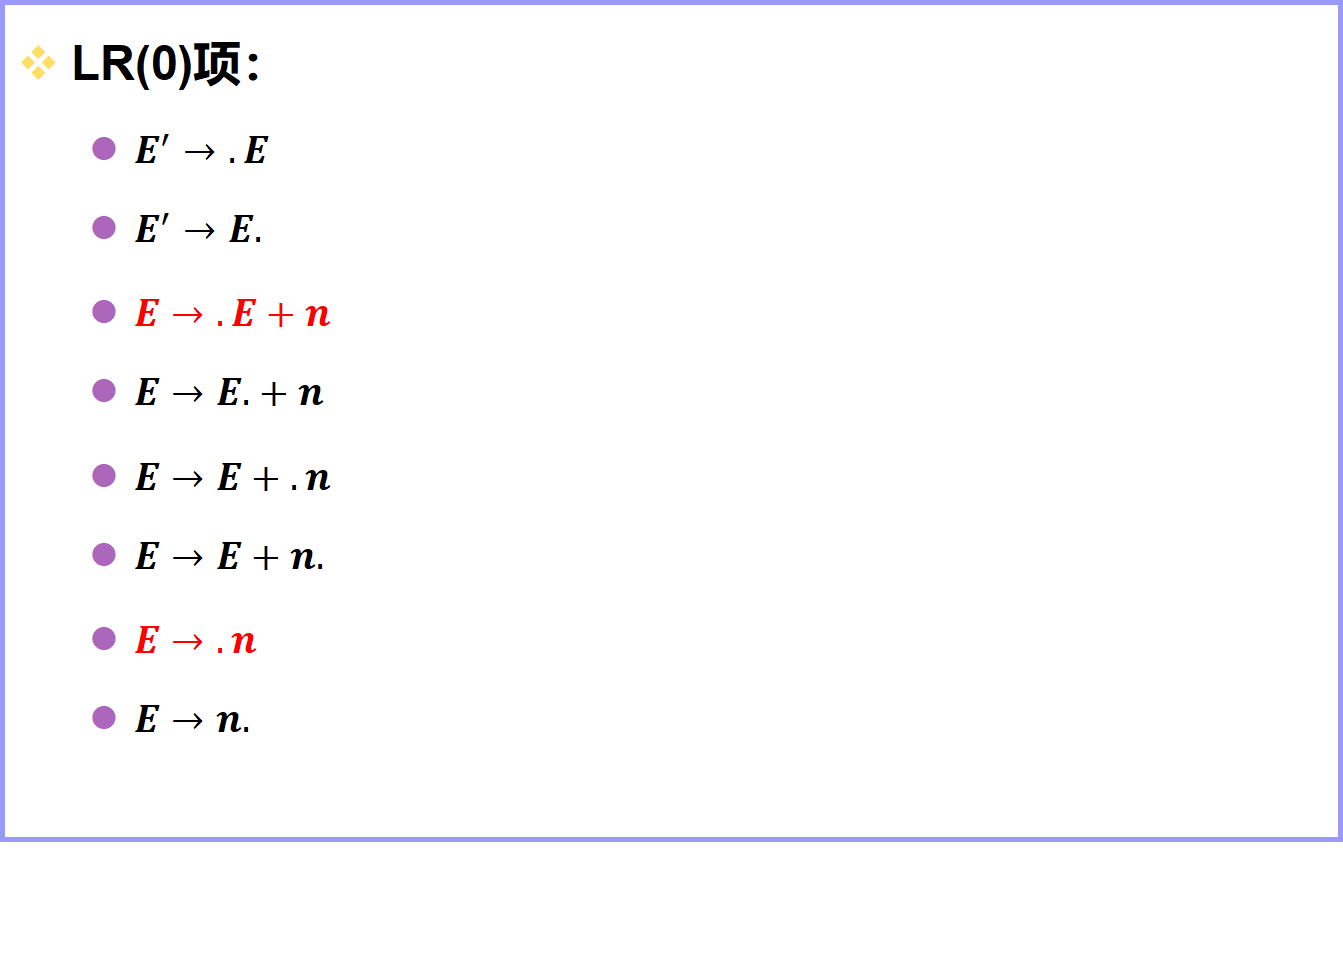 LR(0)项：
E′ → .E
E′ → E.
E → .E + n
E → E. + n
E → E + .n
E → E + n.
E → .n
E → n.